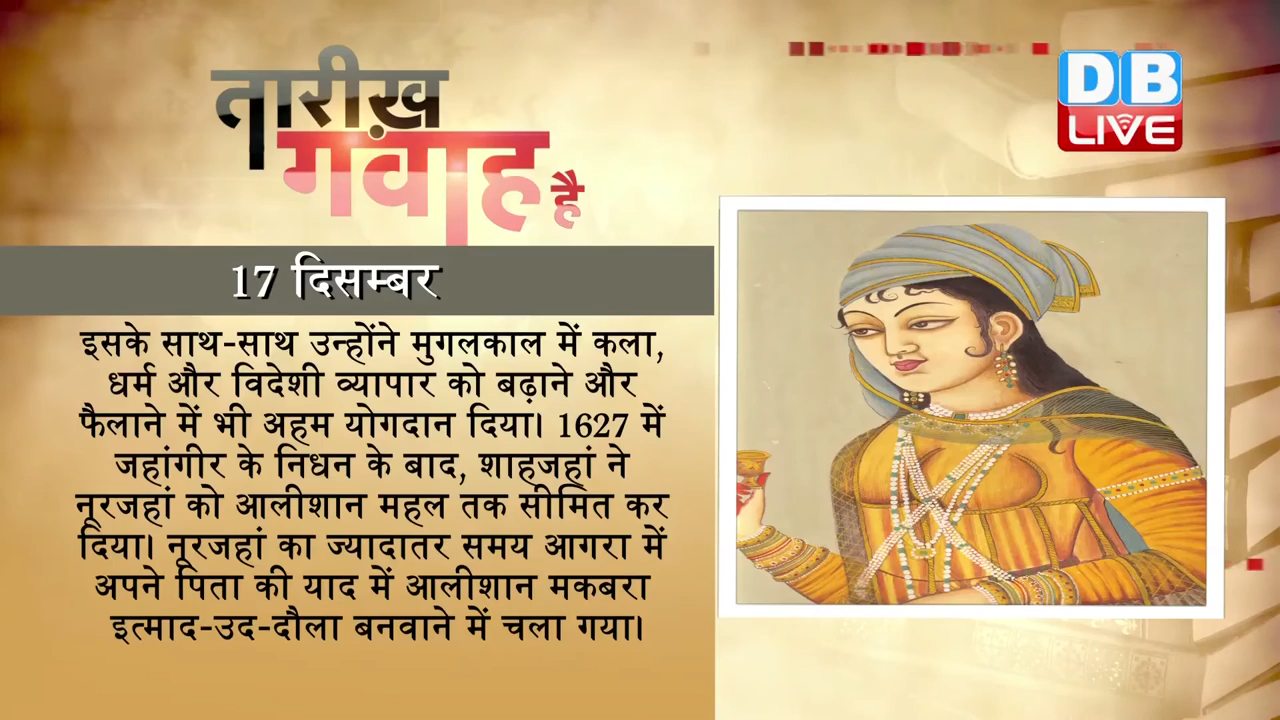 तारीख़
गवाह है
DB
LIVE
17 दिसम्बर
इसके साथ-साथ उन्होंने मुगलकाल में कला,
धर्म और विदेशी व्यापार को बढ़ाने और
फैलाने में भी अहम योगदान दिया। 1627 में
जहांगीर के निधन के बाद, शाहजहां ने
नूरजहां को आलीशान महल तक सीमित कर
दिया। नूरजहां का ज्यादातर समय आगरा में
अपने पिता की याद में आलीशान मकबरा
इत्माद-उद-दौला बनवाने में चला गया।